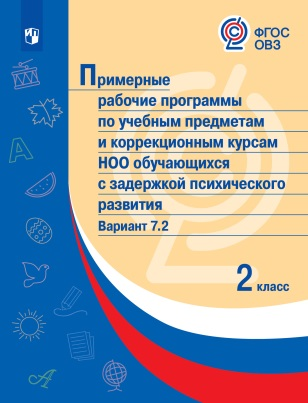 ФГОС
ОВЗ
Примерные
рабочие программы
по учебным предметам
и коррекционным курсам
НОО обучающихся
с задержкой психического
развития
Вариант 7.2
2 класс
А
А